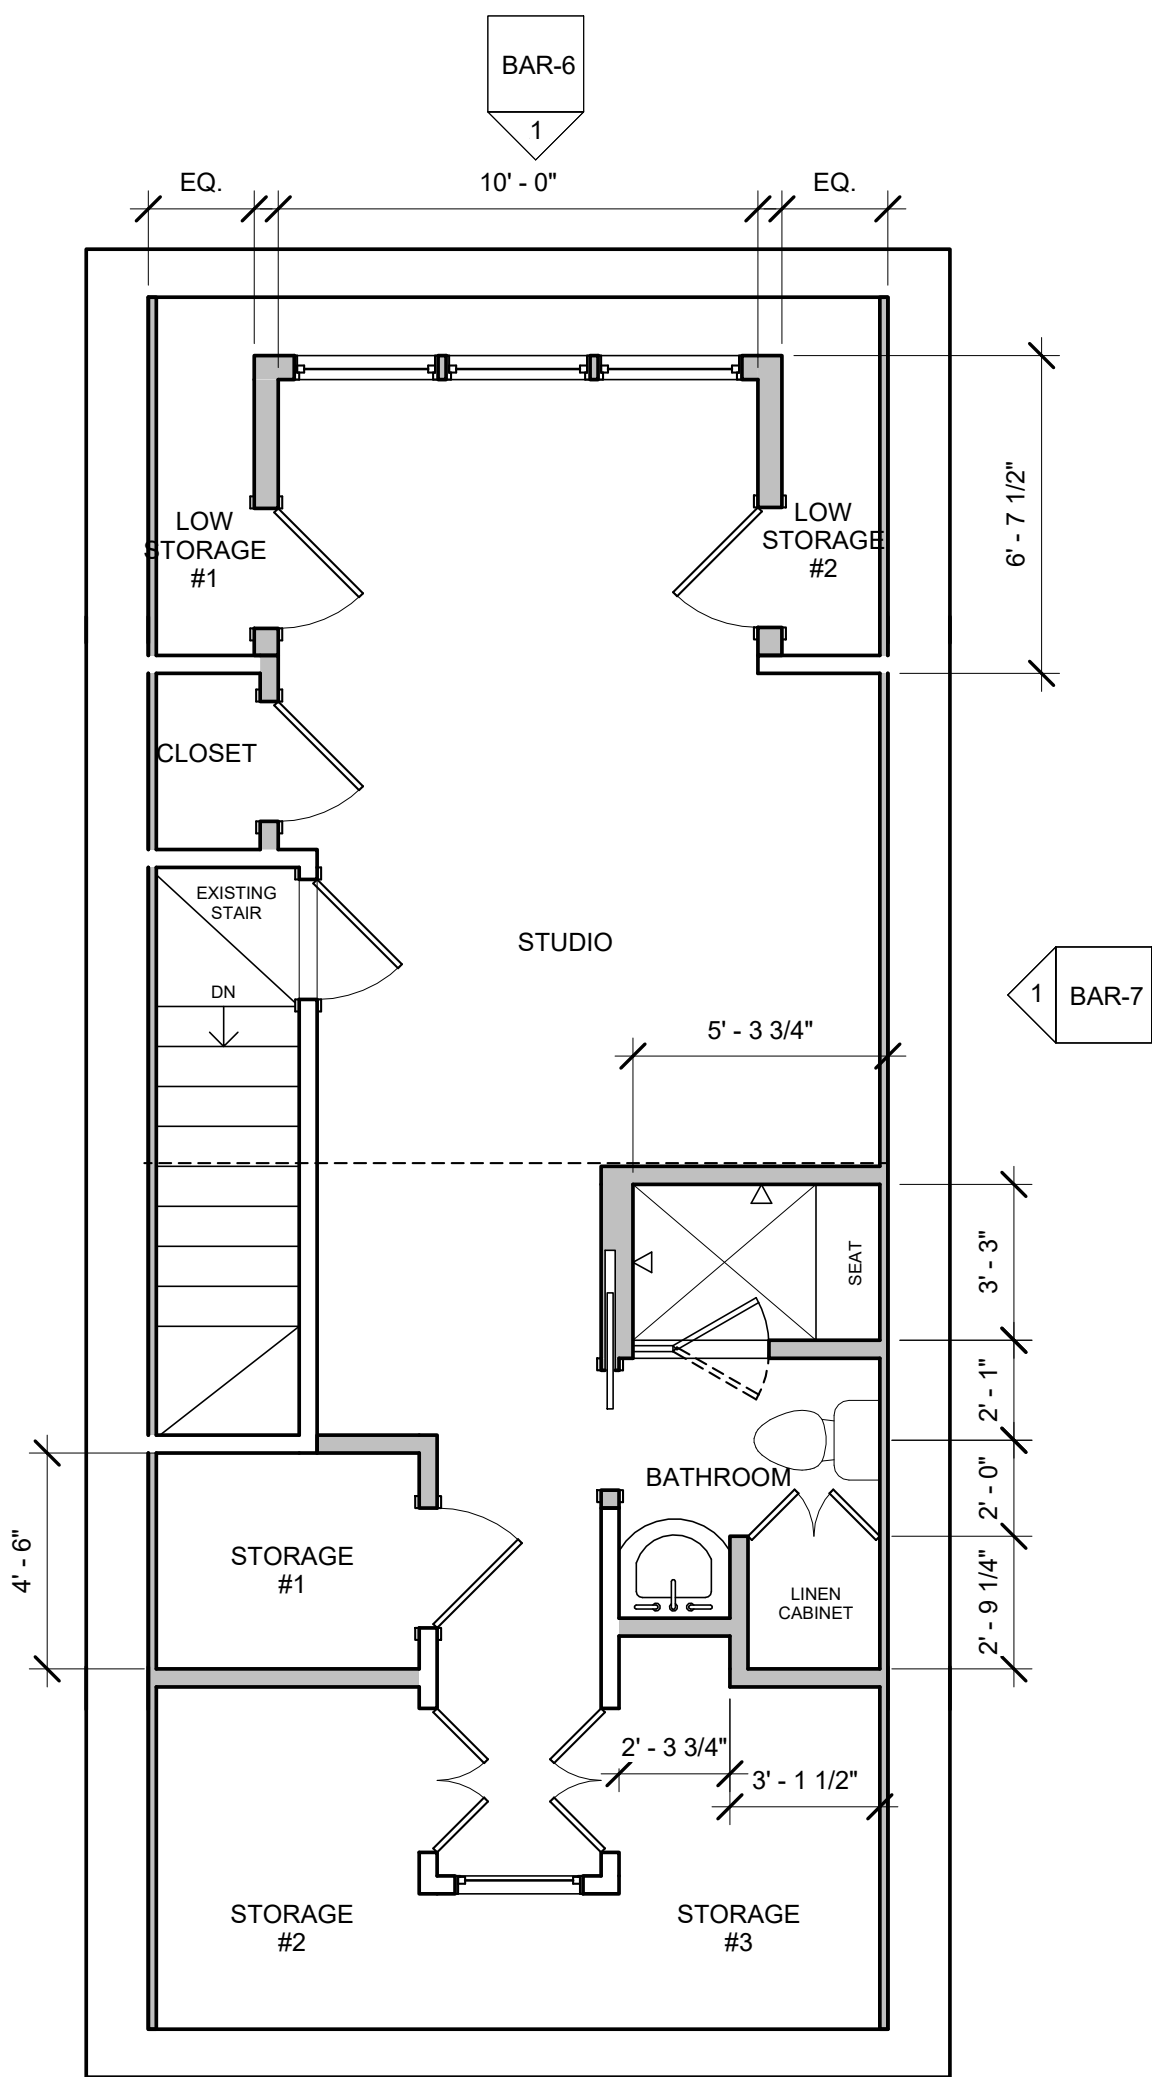 BAR-6
1
EQ.
10' - 0"
EQ.
LOW
STORAGE
#1
LOW
STORAGE
#2
6' - 7 1/2"
CLOSET
EXISTING
STAIR
DN
STUDIO
1
BAR-7
5' - 3 3/4"
SEAT
3' - 3"
2' - 1"
BATHROOM
2' - 0"
4' - 6"
STORAGE
#1
LINEN
CABINET
2' - 9 1/4"
2' - 3 3/4"
3' - 1 1/2"
STORAGE
#2
STORAGE
#3